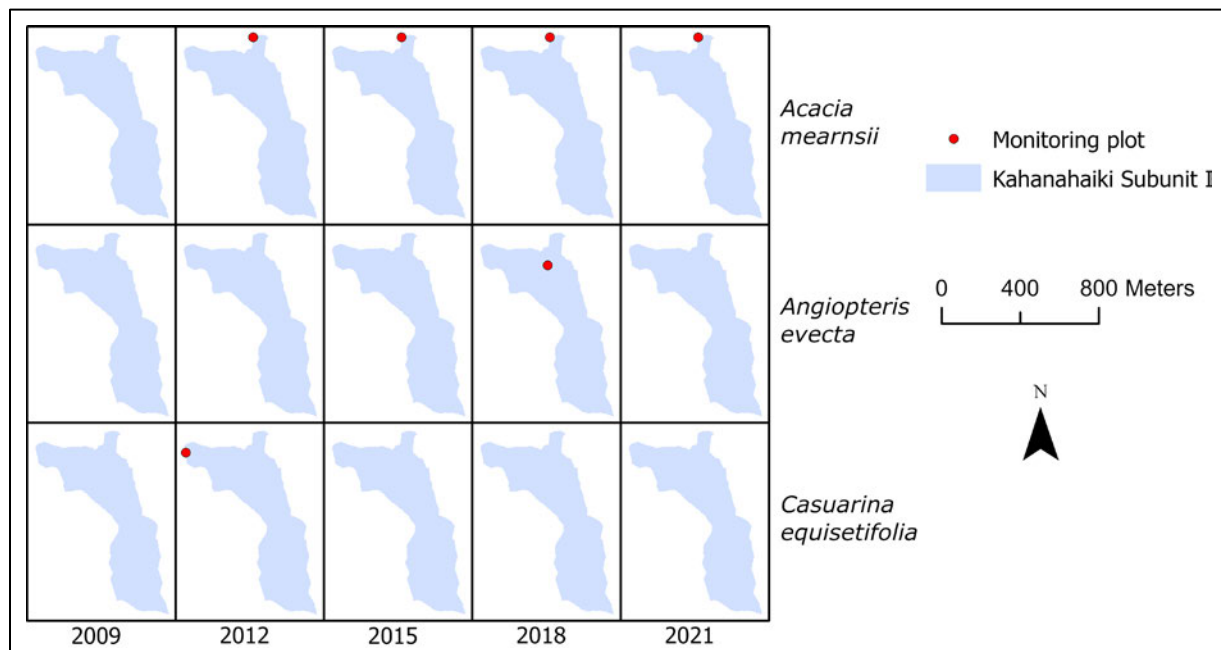 Acacia
mearnsii
Angiopteris
evecta
Casuarina
equisetifolia
2009 2012 2015 2018 2021
Monitoring plot
Kahanahaiki Subunit I
0 400 800 Meters
N